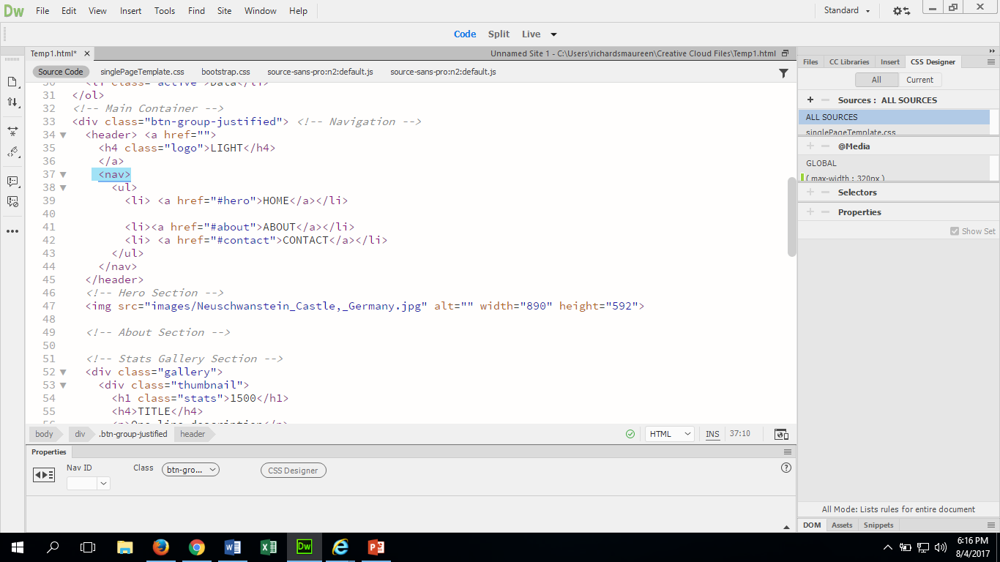 Dw File Edit View Insert Tools Find Site Window Help Standard
Code Split Live
Temp1.html* Unnamed Site 1 - C:\Users\richardsmaureen\Creative Cloud Files\Temp1.html
Source Code singlePageTemplate.css bootstrap.css source-sans-pro:n2:default.js source-sans-pro:n2:default.js
30 <li class="active">Data</li>
31 </ol>
32 <!-- Main Container -->
33 <div class="btn-group-justified"> <!-- Navigation -->
34 <header> <a href="">
35 <h4 class="logo">LIGHT</h4>
36 </a>
37 <nav>
38 <ul>
39 <li> <a href="#hero">HOME</a></li>
40
41 <li><a href="#about">ABOUT</a></li>
42 <li> <a href="#contact">CONTACT</a></li>
43 </ul>
44 </nav>
45 </header>
46 <!-- Hero Section -->
47 <img src="images/Neuschwanstein_Castle,_Germany.jpg" alt="" width="890" height="592">
48
49 <!-- About Section -->
50
51 <!-- Stats Gallery Section -->
52 <div class="gallery">
53 <div class="thumbnail">
54 <h1 class="stats">1500</h1>
55 <h4>TITLE</h4>
56 <p>One line description</p>
body div .btn-group-justified header HTML INS 37:10
Properties
Nav ID Class btn-gro... CSS Designer
Files CC Libraries Insert CSS Designer
All Current
+ Sources : ALL SOURCES
ALL SOURCES
singlePageTemplate.css
@Media
GLOBAL
( max-width : 320px )
Selectors
Properties
Show Set
All Mode: Lists rules for entire document
DOM Assets Snippets
Dw
6:16 PM
8/4/2017